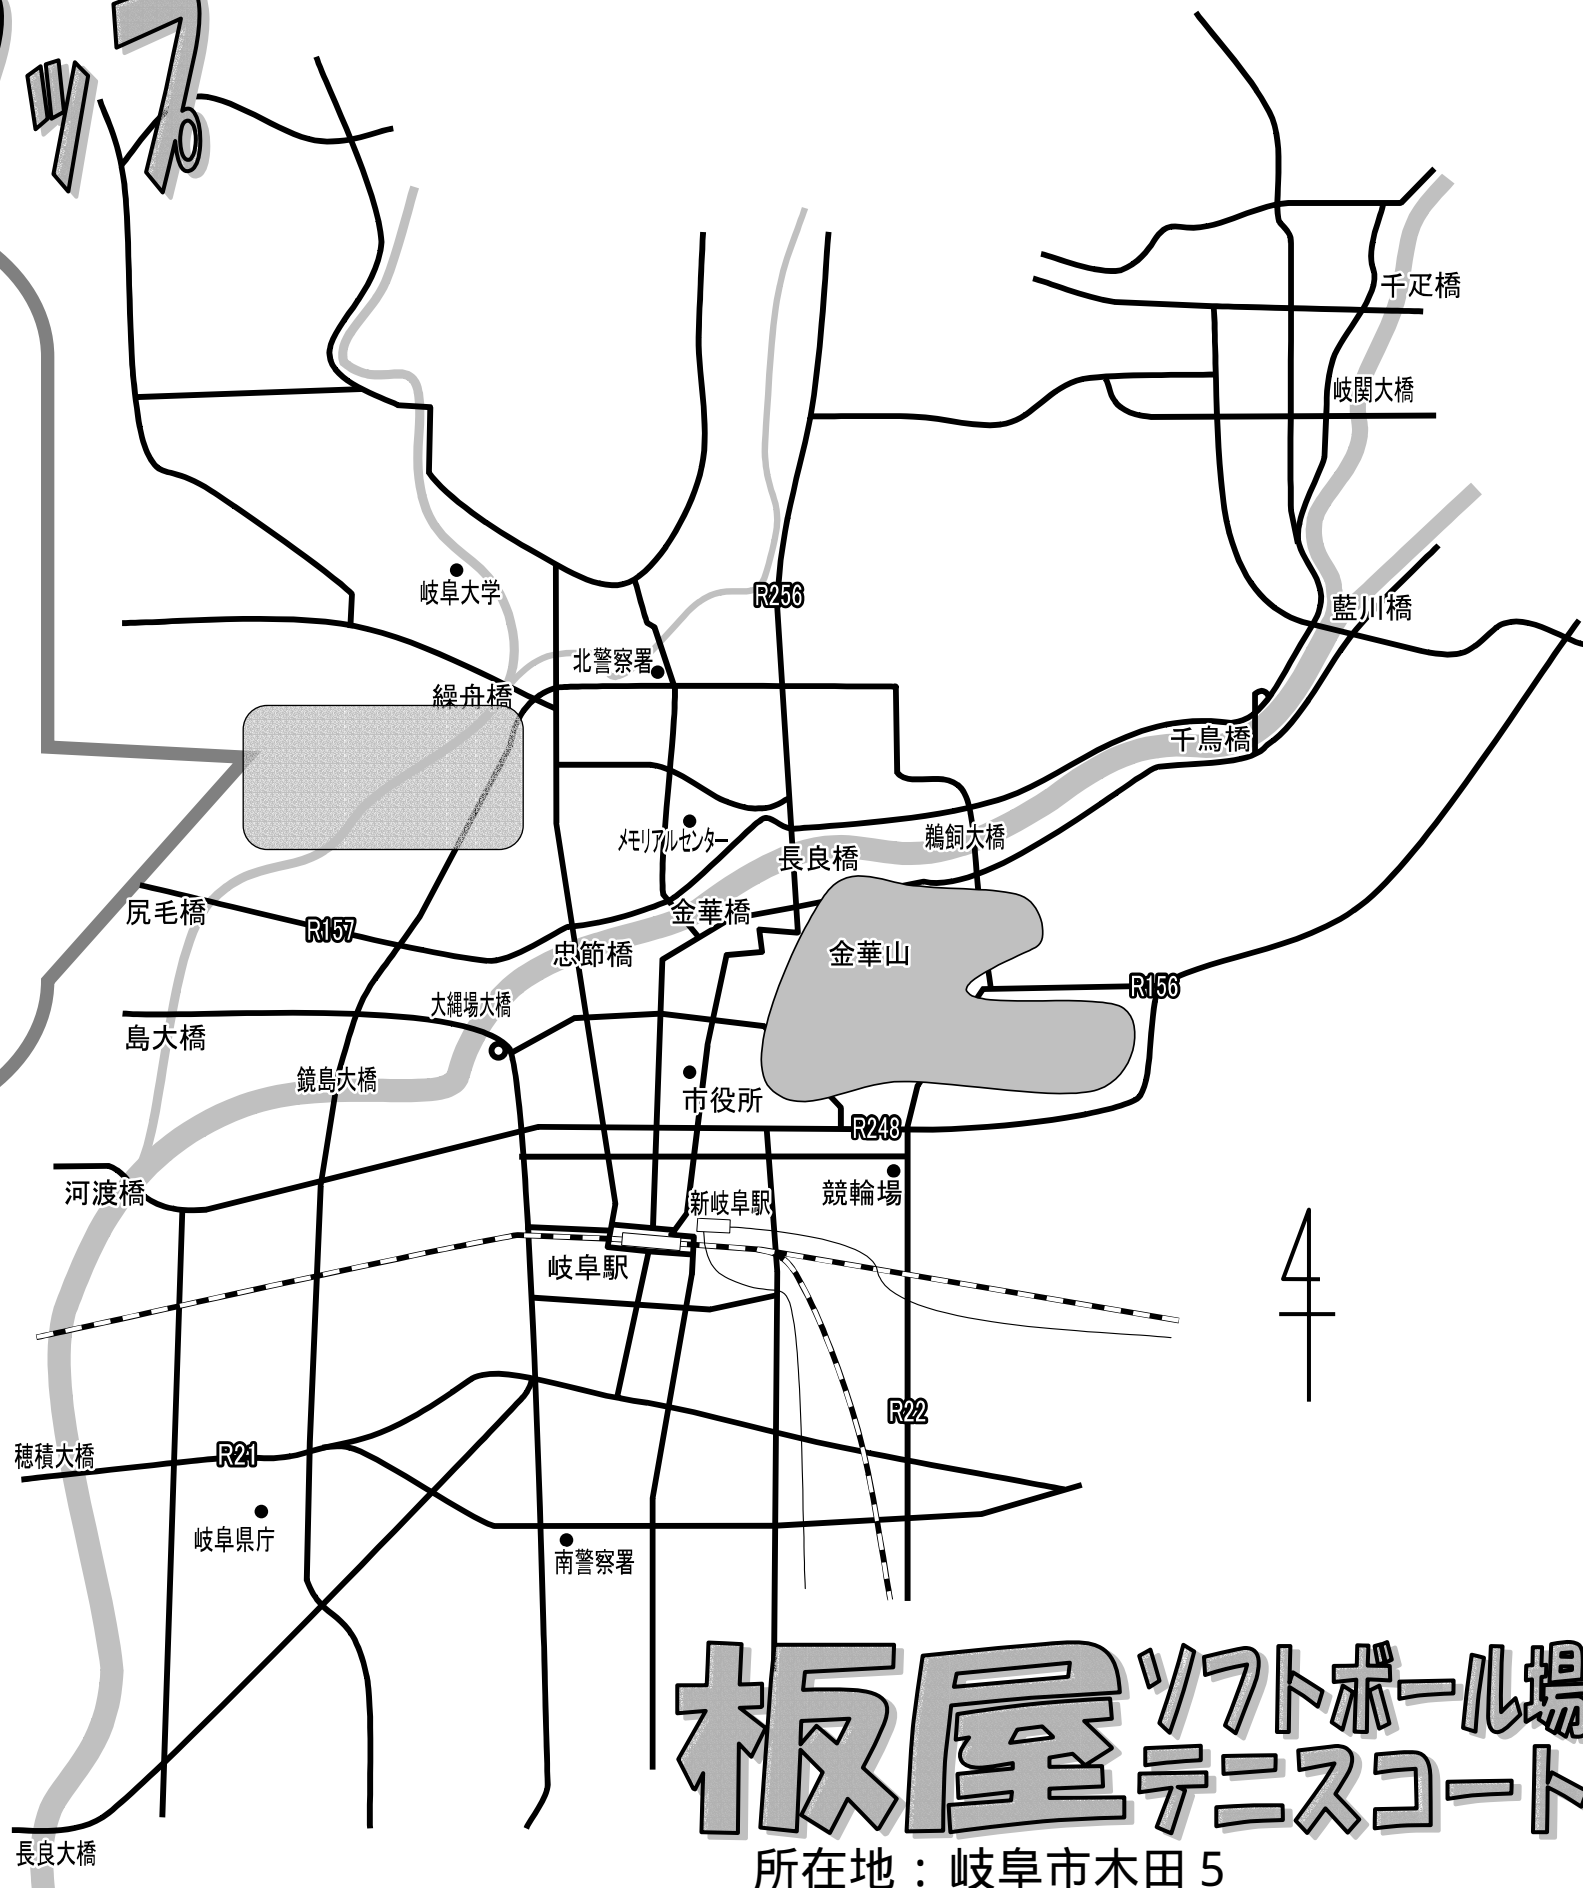 ップ
千疋橋
岐関大橋
岐阜大学
R256
藍川橋
北警察署
繰舟橋
千鳥橋
メモリアルセンター
鵜飼大橋
長良橋
尻毛橋
金華橋
R157
忠節橋
金華山
R156
大縄場大橋
島大橋
鏡島大橋
市役所
R248
河渡橋
新岐阜駅
競輪場
岐阜駅
R22
穂積大橋
R21
岐阜県庁
南警察署
板屋
ソフトボール場
テニスコート
長良大橋
所在地：岐阜市木田5